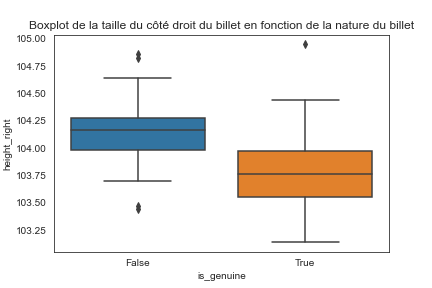 Boxplot de la taille du côté droit du billet en fonction de la nature du billet
105.00
104.75
104.50
104.25
104.00
103.75
103.50
103.25
height_right
False
True
is_genuine